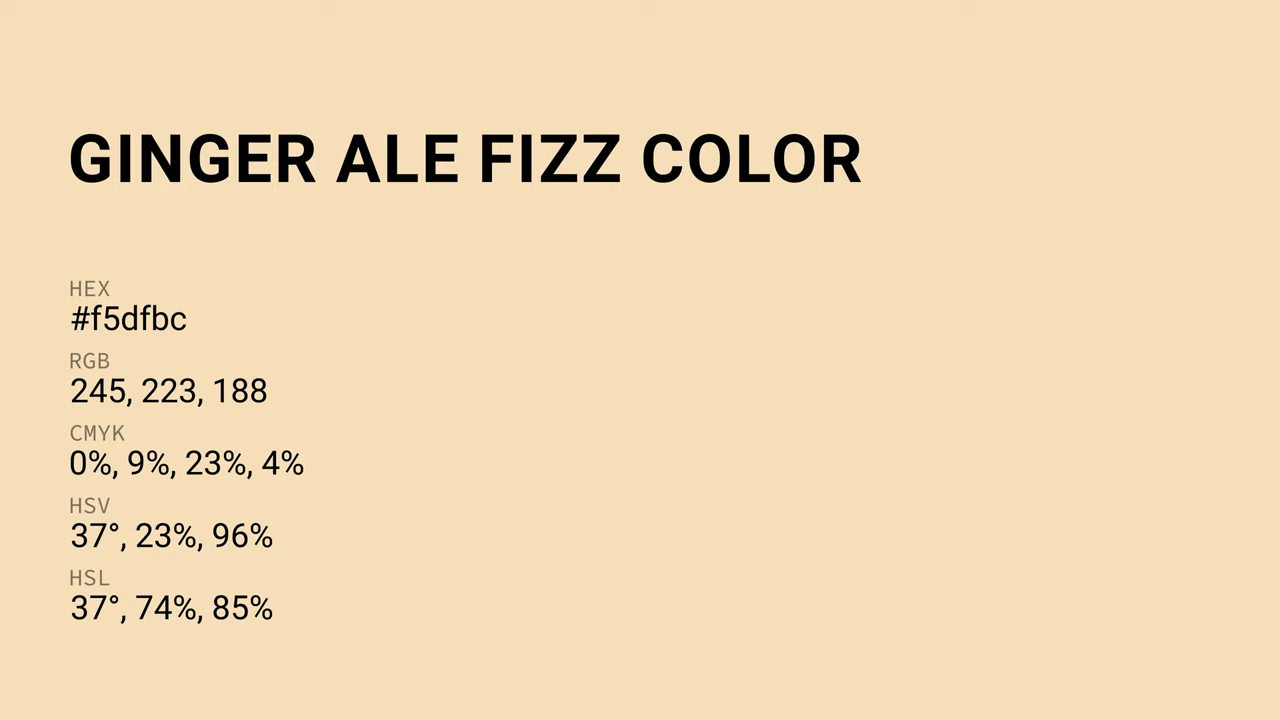 GINGER ALE FIZZ COLOR
HEX
#f5dfbc
RGB
245, 223, 188
CMYK
0%, 9%, 23%, 4%
HSV
37°, 23%, 96%
HSL
37°, 74%, 85%